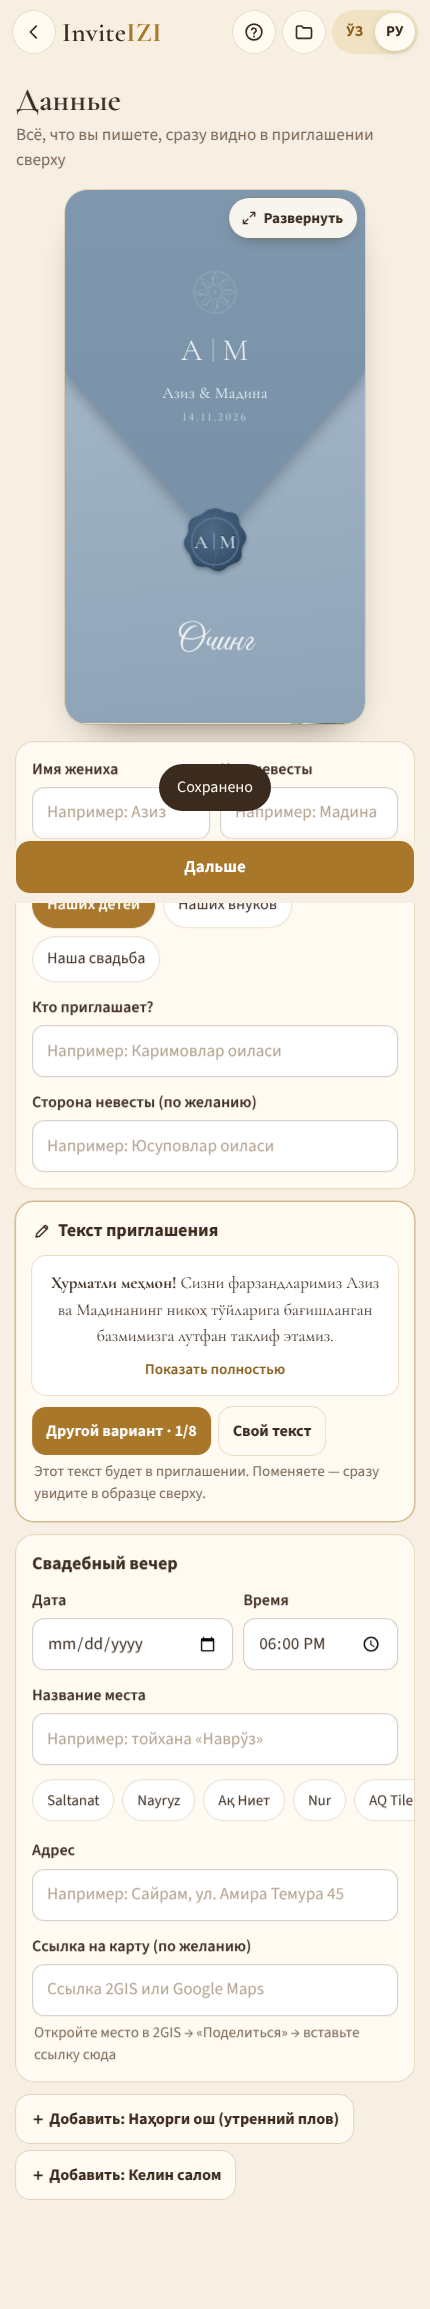 InviteIZI
ЎЗ
РУ
Данные
Всё, что вы пишете, сразу видно в приглашении
сверху
Развернуть
A | M
Азиз & Мадина
14.11.2026
A | M
Очинг
Имя жениха
невесты
Сохранено
Например: Азиз
Например: Мадина
Дальше
Наших детей
Наших внуков
Наша свадьба
Кто приглашает?
Например: Каримовлар оиласи
Сторона невесты (по желанию)
Например: Юсуповлар оиласи
Текст приглашения
Ҳурматли меҳмон! Сизни фарзандларимиз Азиз
ва Мадинанинг никоҳ тўйларига бағишланган
базмимизга лутфан таклиф этамиз.
Показать полностью
Другой вариант · 1/8
Свой текст
Этот текст будет в приглашении. Поменяете — сразу
увидите в образце сверху.
Свадебный вечер
Дата
Время
mm/dd/yyyy
06:00 PM
Название места
Например: тойхана «Наврўз»
Saltanat
Nayryz
Ақ Ниет
Nur
AQ Tile
Адрес
Например: Сайрам, ул. Амира Темура 45
Ссылка на карту (по желанию)
Ссылка 2GIS или Google Maps
Откройте место в 2GIS → «Поделиться» → вставьте
ссылку сюда
+ Добавить: Наҳорги ош (утренний плов)
+ Добавить: Келин салом